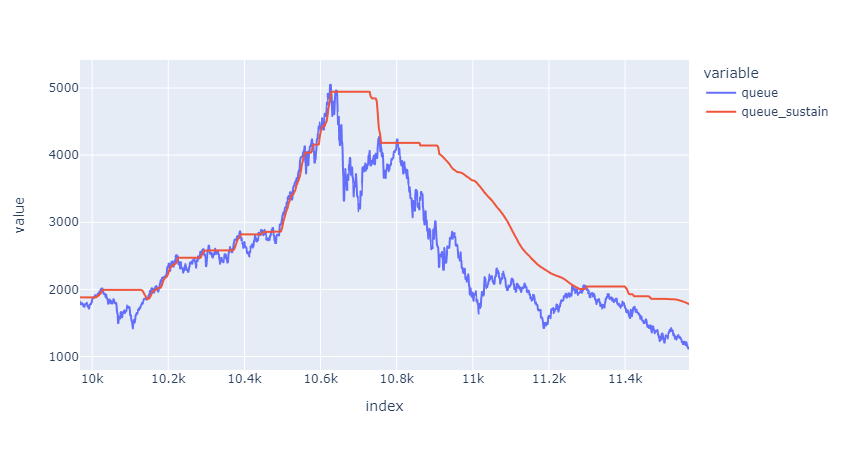 variable
queue
queue_sustain
value
5000
4000
3000
2000
1000
10k
10.2k
10.4k
10.6k
10.8k
11k
11.2k
11.4k
index